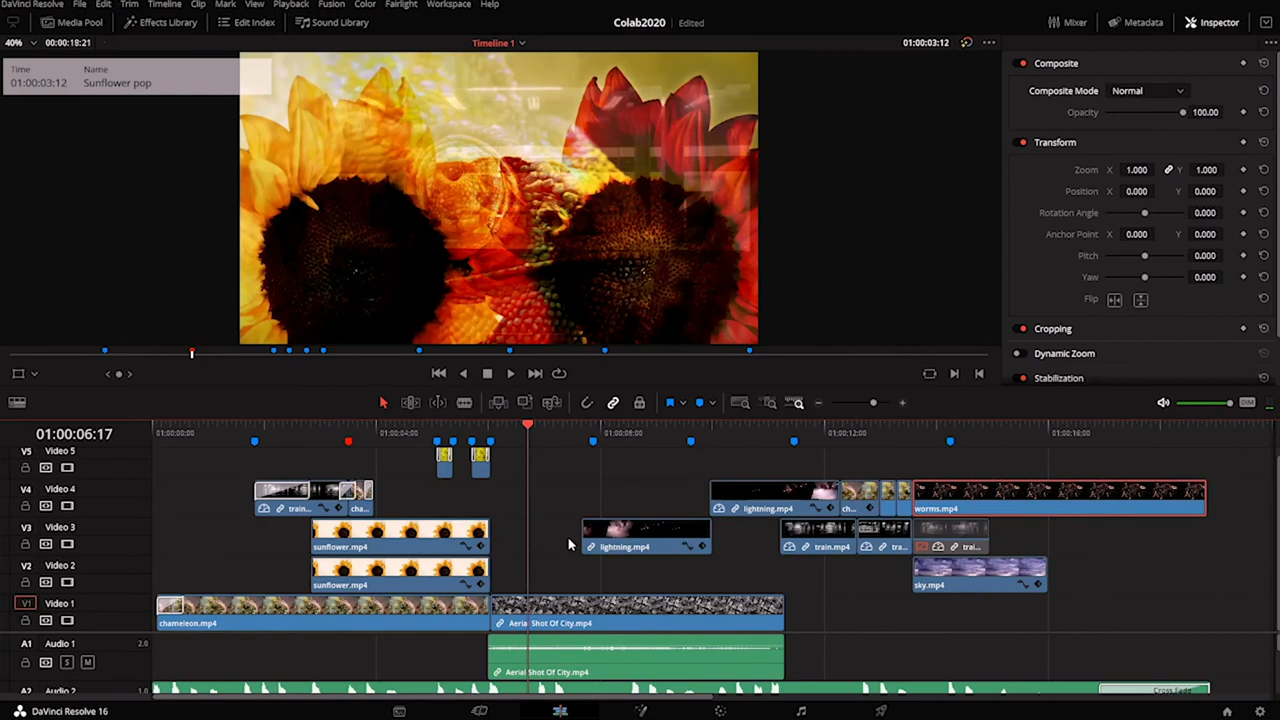 DaVinci Resolve File Edit Trim Timeline Clip Mark View Playback Fusion Color Fairlight Workspace Help
Media Pool Effects Library Edit Index Sound Library Colab2020 Edited Mixer Metadata Inspector
40% 00:00:18:21 Timeline 1 01:00:03:12
Time Name
01:00:03:12 Sunflower pop
Composite
Composite Mode Normal
Opacity 100.00
Transform
Zoom X 1.000 Y 1.000
Position X 0.000 Y 0.000
Rotation Angle 0.000
Anchor Point X 0.000 Y 0.000
Pitch 0.000
Yaw 0.000
Flip
Cropping
Dynamic Zoom
Stabilization
DIM
01:00:06:17 01:00:00:00 01:00:04:00 01:00:08:00 01:00:12:00 01:00:16:00
V5 Video 5
V4 Video 4
train... cha... lightning.mp4 ch... worms.mp4
V3 Video 3
sunflower.mp4 lightning.mp4 train.mp4 tra... trai...
V2 Video 2
sunflower.mp4 sky.mp4
V1 Video 1
chameleon.mp4 Aerial Shot Of City.mp4
A1 Audio 1 2.0
S M
Aerial Shot Of City.mp4
A2 Audio 2 1.0 Cross Fade
DaVinci Resolve 16